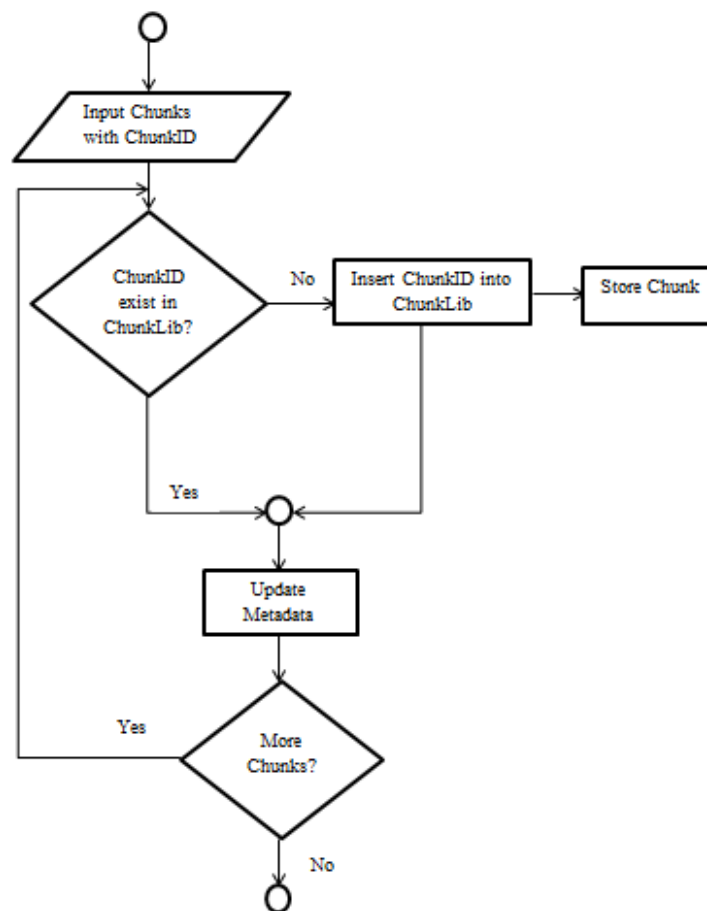 Input Chunks
with ChunkID
ChunkID
exist in
ChunkLib?
No
Insert ChunkID into
ChunkLib
Store Chunk
Yes
Update
Metadada
Yes
More
Chunks?
No